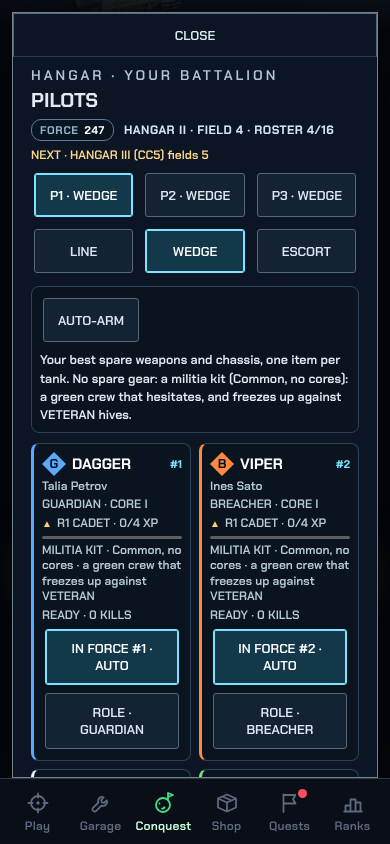 CLOSE
HANGAR · YOUR BATTALION
PILOTS
FORCE 247 HANGAR II · FIELD 4 · ROSTER 4/16
NEXT · HANGAR III (CC5) fields 5
P1 · WEDGE P2 · WEDGE P3 · WEDGE
LINE WEDGE ESCORT
AUTO-ARM
Your best spare weapons and chassis, one item per
tank. No spare gear: a militia kit (Common, no cores):
a green crew that hesitates, and freezes up against
VETERAN hives.
G DAGGER #1
Talia Petrov
GUARDIAN · CORE I
▲ R1 CADET · 0/4 XP
MILITIA KIT · Common, no
cores · a green crew that
freezes up against
VETERAN
READY · 0 KILLS
IN FORCE #1 ·
AUTO
ROLE ·
GUARDIAN
B VIPER #2
Ines Sato
BREACHER · CORE I
▲ R1 CADET · 0/4 XP
MILITIA KIT · Common, no
cores · a green crew that
freezes up against
VETERAN
READY · 0 KILLS
IN FORCE #2 ·
AUTO
ROLE ·
BREACHER
Play Garage Conquest Shop Quests Ranks